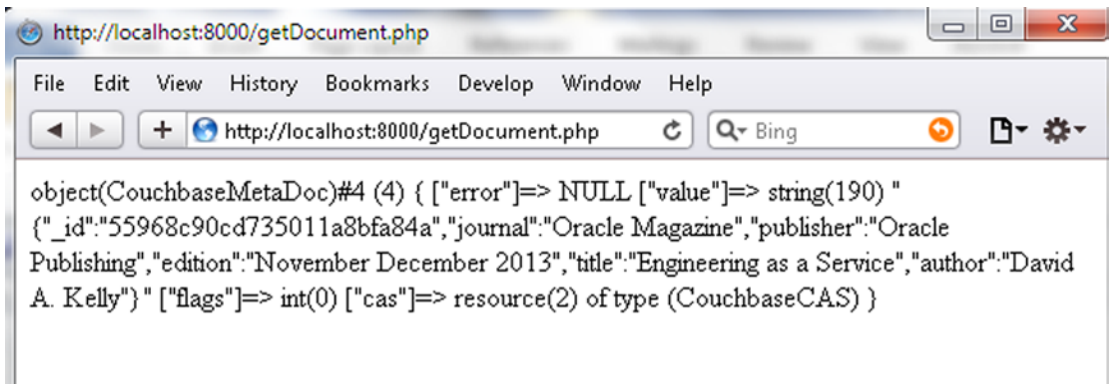 http://localhost:8000/getDocument.php
File Edit View History Bookmarks Develop Window Help
http://localhost:8000/getDocument.php
Bing
object(CouchbaseMetaDoc)#4 (4) { ["error"]=> NULL ["value"]=> string(190) "
{"_id":"55968c90cd735011a8bfa84a","journal":"Oracle Magazine","publisher":"Oracle
Publishing","edition":"November December 2013","title":"Engineering as a Service","author":"David
A. Kelly"} " ["flags"]=> int(0) ["cas"]=> resource(2) of type (CouchbaseCAS) }